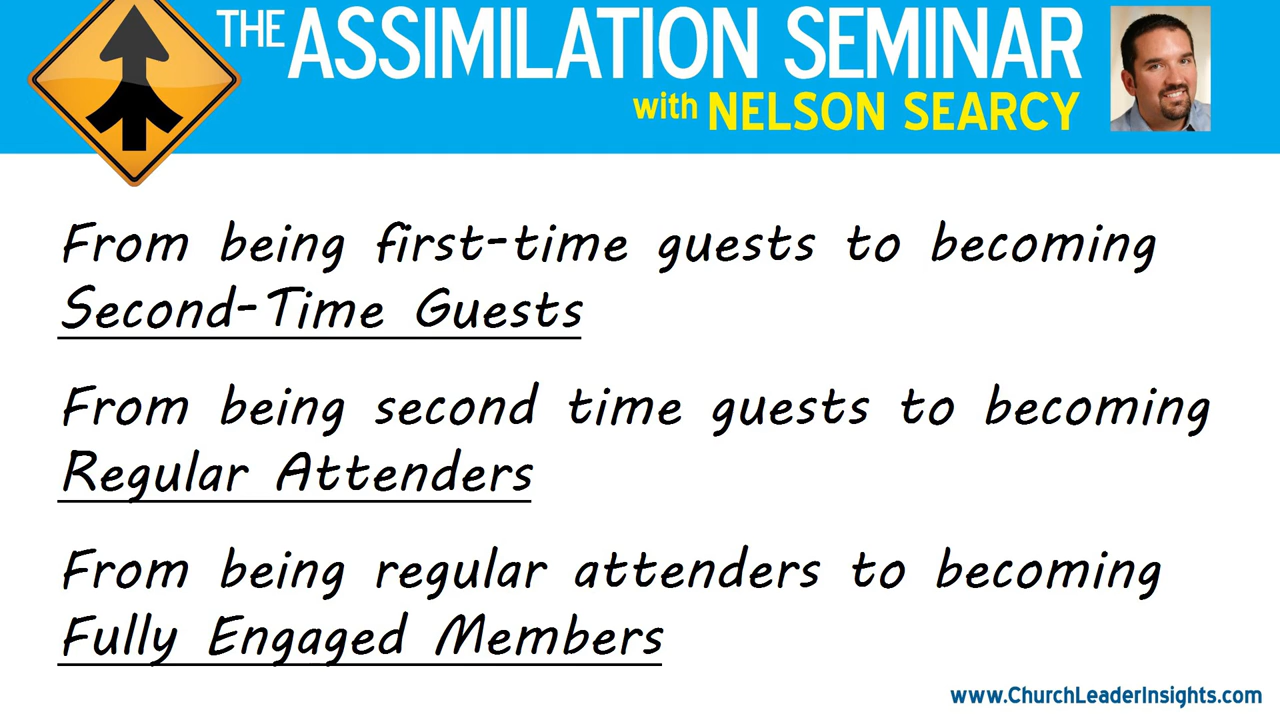 THE ASSIMILATION SEMINAR
with NELSON SEARCY
From being first-time guests to becoming
Second-Time Guests
From being second time guests to becoming
Regular Attenders
From being regular attenders to becoming
Fully Engaged Members
www.ChurchLeaderInsights.com